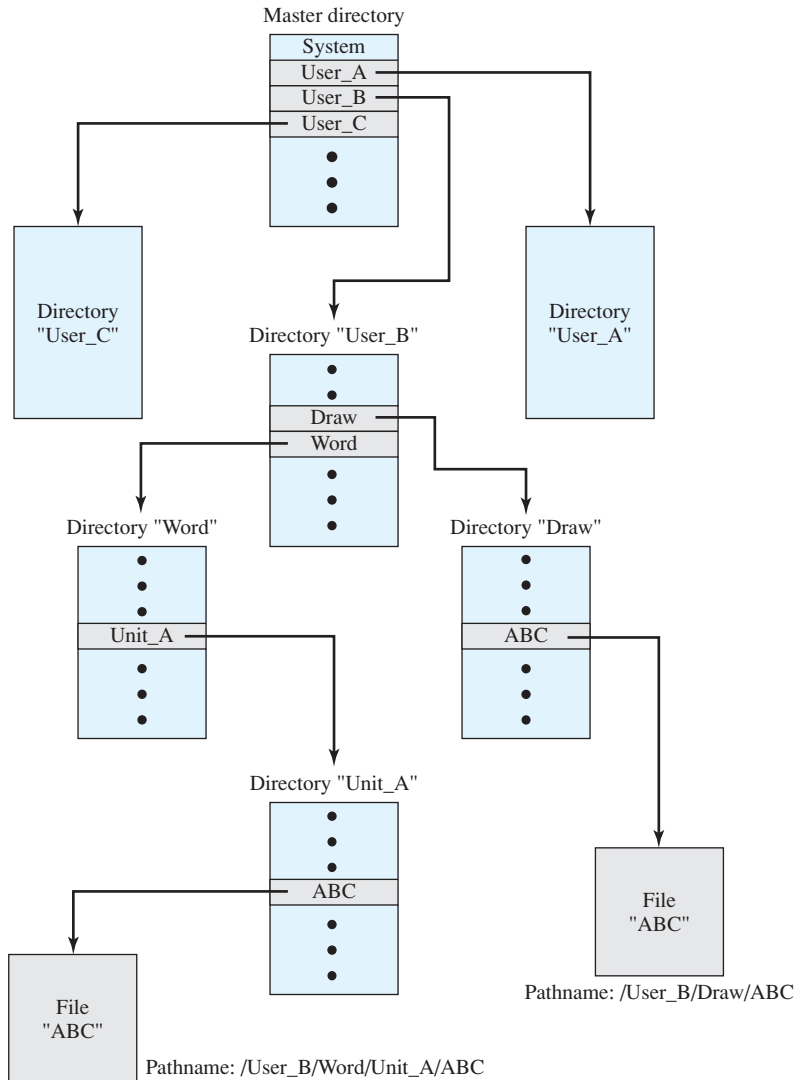 Master directory
System
User_A
User_B
User_C
Directory
"User_C"
Directory
"User_A"
Directory "User_B"
Draw
Word
Directory "Word"
Directory "Draw"
Unit_A
ABC
Directory "Unit_A"
ABC
File
"ABC"
Pathname: /User_B/Draw/ABC
File
"ABC"
Pathname: /User_B/Word/Unit_A/ABC